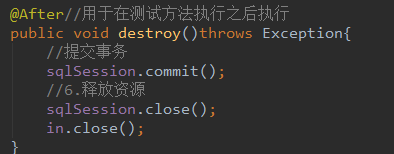 @After//用于在测试方法执行之后执行
public void destroy()throws Exception{
//提交事务
sqlSession.commit();
//6.释放资源
sqlSession.close();
in.close();
}